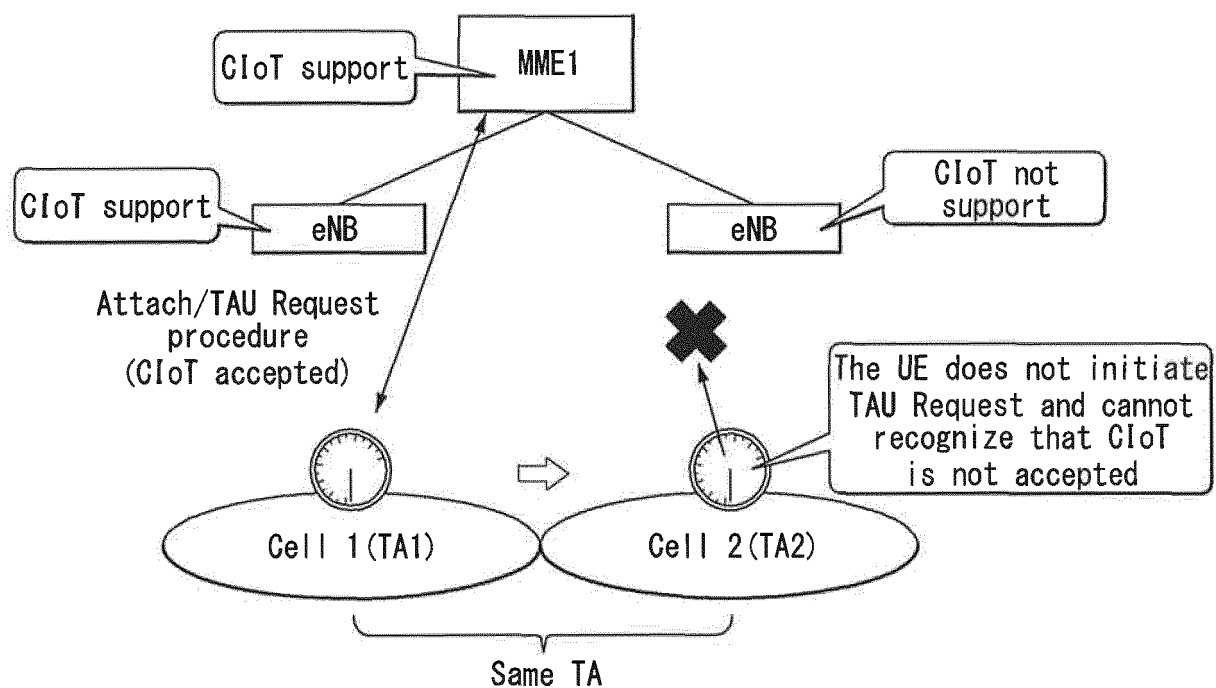 CIoT support
MME1
CIoT support
eNB
CIoT not
support
eNB
Attach/TAU Request
procedure
(CIoT accepted)
The UE does not initiate
TAU Request and cannot
recognize that CIoT
is not accepted
Cell 1(TA1)
Cell 2(TA2)
Same TA